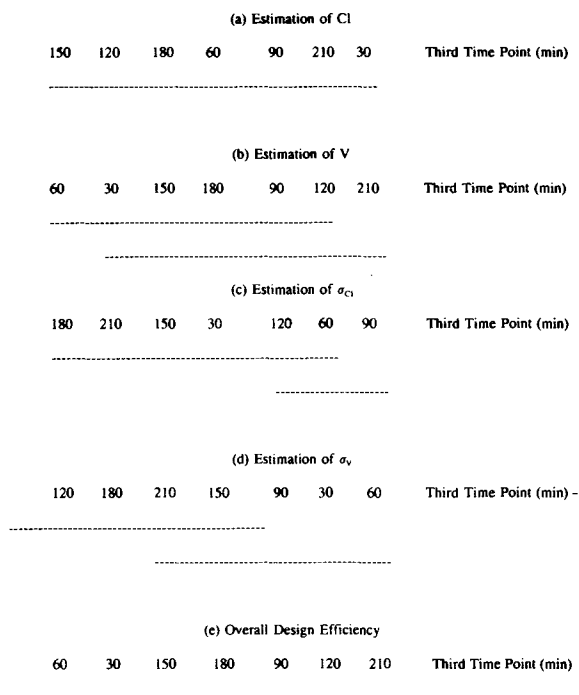 (a) Estimation of Cl
150 120 180 60 90 210 30 Third Time Point (min)
(b) Estimation of V
60 30 150 180 90 120 210 Third Time Point (min)
(c) Estimation of σCl
180 210 150 30 120 60 90 Third Time Point (min)
(d) Estimation of σV
120 180 210 150 90 30 60 Third Time Point (min) -
(e) Overall Design Efficiency
60 30 150 180 90 120 210 Third Time Point (min)